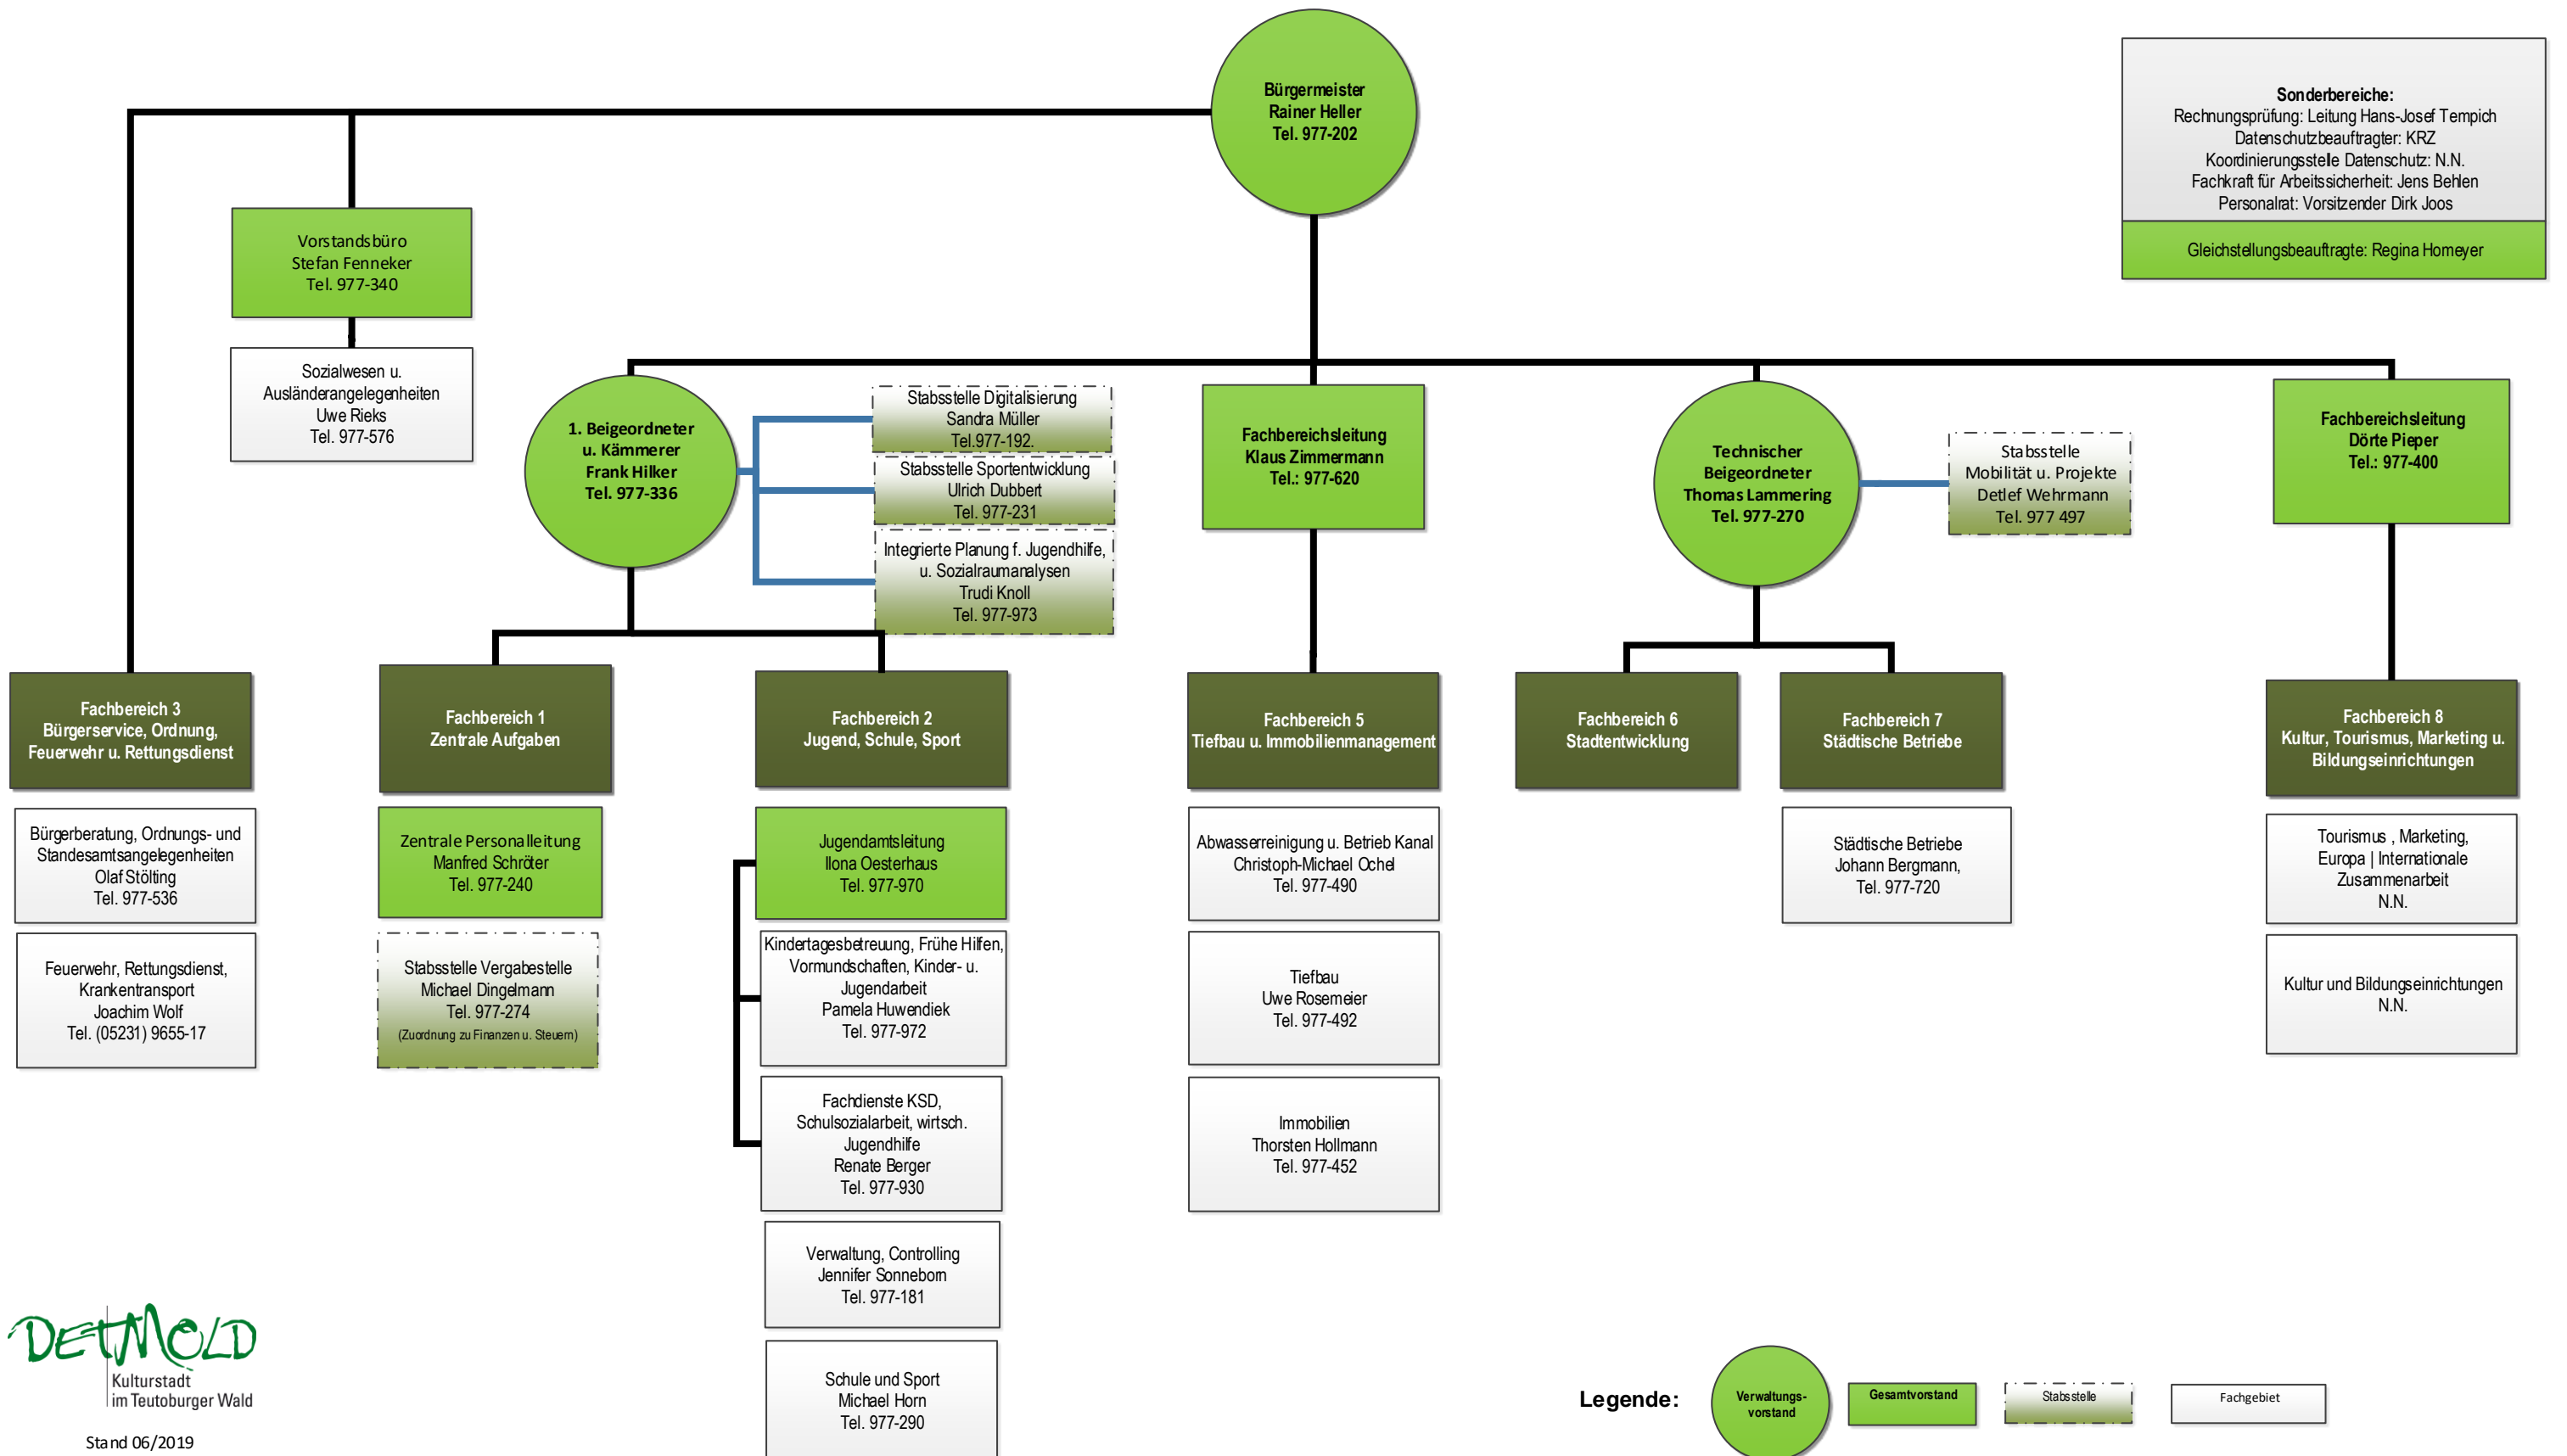 Bürgermeister
Rainer Heller
Tel. 977-202
Sonderbereiche:
Rechnungsprüfung: Leitung Hans-Josef Tempich
Datenschutzbeauftragter: KRZ
Koordinierungsstelle Datenschutz: N.N.
Fachkraft für Arbeitssicherheit: Jens Behlen
Personalrat: Vorsitzender Dirk Joos
Gleichstellungsbeauftragte: Regina Homeyer
Vorstandsbüro
Stefan Fenneker
Tel. 977-340
Sozialwesen u.
Ausländerangelegenheiten
Uwe Rieks
Tel. 977-576
1. Beigeordneter
u. Kämmerer
Frank Hilker
Tel. 977-336
Stabsstelle Digitalisierung
Sandra Müller
Tel.977-192.
Stabsstelle Sportentwicklung
Ulrich Dubbert
Tel. 977-231
Integrierte Planung f. Jugendhilfe,
u. Sozialraumanalysen
Trudi Knoll
Tel. 977-973
Fachbereichsleitung
Klaus Zimmermann
Tel.: 977-620
Technischer
Beigeordneter
Thomas Lammering
Tel. 977-270
Stabsstelle
Mobilität u. Projekte
Detlef Wehrmann
Tel. 977 497
Fachbereichsleitung
Dörte Pieper
Tel.: 977-400
Fachbereich 3
Bürgerservice, Ordnung,
Feuerwehr u. Rettungsdienst
Bürgerberatung, Ordnungs- und
Standesamtsangelegenheiten
Olaf Stölting
Tel. 977-536
Feuerwehr, Rettungsdienst,
Krankentransport
Joachim Wolf
Tel. (05231) 9655-17
Fachbereich 1
Zentrale Aufgaben
Zentrale Personalleitung
Manfred Schröter
Tel. 977-240
Stabsstelle Vergabestelle
Michael Dingelmann
Tel. 977-274
(Zuordnung zu Finanzen u. Steuern)
Fachbereich 2
Jugend, Schule, Sport
Jugendamtsleitung
Ilona Oesterhaus
Tel. 977-970
Kindertagesbetreuung, Frühe Hilfen,
Vormundschaften, Kinder- u.
Jugendarbeit
Pamela Huwendiek
Tel. 977-972
Fachdienste KSD,
Schulsozialarbeit, wirtsch.
Jugendhilfe
Renate Berger
Tel. 977-930
Verwaltung, Controlling
Jennifer Sonneborn
Tel. 977-181
Schule und Sport
Michael Horn
Tel. 977-290
Fachbereich 5
Tiefbau u. Immobilienmanagement
Abwasserreinigung u. Betrieb Kanal
Christoph-Michael Ochel
Tel. 977-490
Tiefbau
Uwe Rosemeier
Tel. 977-492
Immobilien
Thorsten Hollmann
Tel. 977-452
Fachbereich 6
Stadtentwicklung
Fachbereich 7
Städtische Betriebe
Städtische Betriebe
Johann Bergmann,
Tel. 977-720
Fachbereich 8
Kultur, Tourismus, Marketing u.
Bildungseinrichtungen
Tourismus , Marketing,
Europa | Internationale
Zusammenarbeit
N.N.
Kultur und Bildungseinrichtungen
N.N.
DETMOLD
Kulturstadt
im Teutoburger Wald
Stand 06/2019
Legende:
Verwaltungs-
vorstand
Gesamtvorstand
Stabsstelle
Fachgebiet